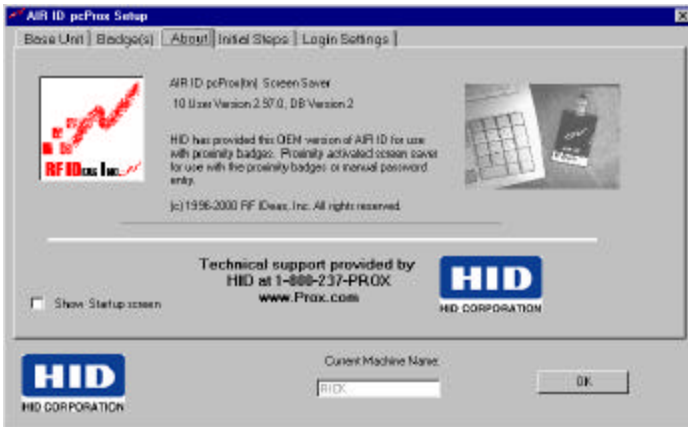 AIR ID pcProx Setup
Base Unit Badge(s) About Initial Steps Login Settings
AIR ID pcProx(tm) Screen Saver
10 User Version 2.97.0, DB Version 2
HID has provided this OEM version of AIR ID for use
with proximity badges. Proximity activated screen saver
for use with the proximity badges or manual password
entry.
(c) 1996-2000 RF IDeas, Inc. All rights reserved.
RF IDeas Inc.
Technical support provided by
HID at 1-800-237-PROX
www.Prox.com
HID
HID CORPORATION
Show Startup screen
HID
HID CORPORATION
Current Machine Name:
RICK
OK